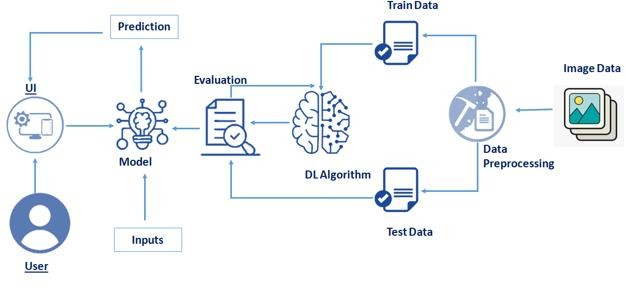 Train Data
Prediction
Image Data
Evaluation
UI
Data
Preprocessing
Model
DL Algorithm
Test Data
Inputs
User